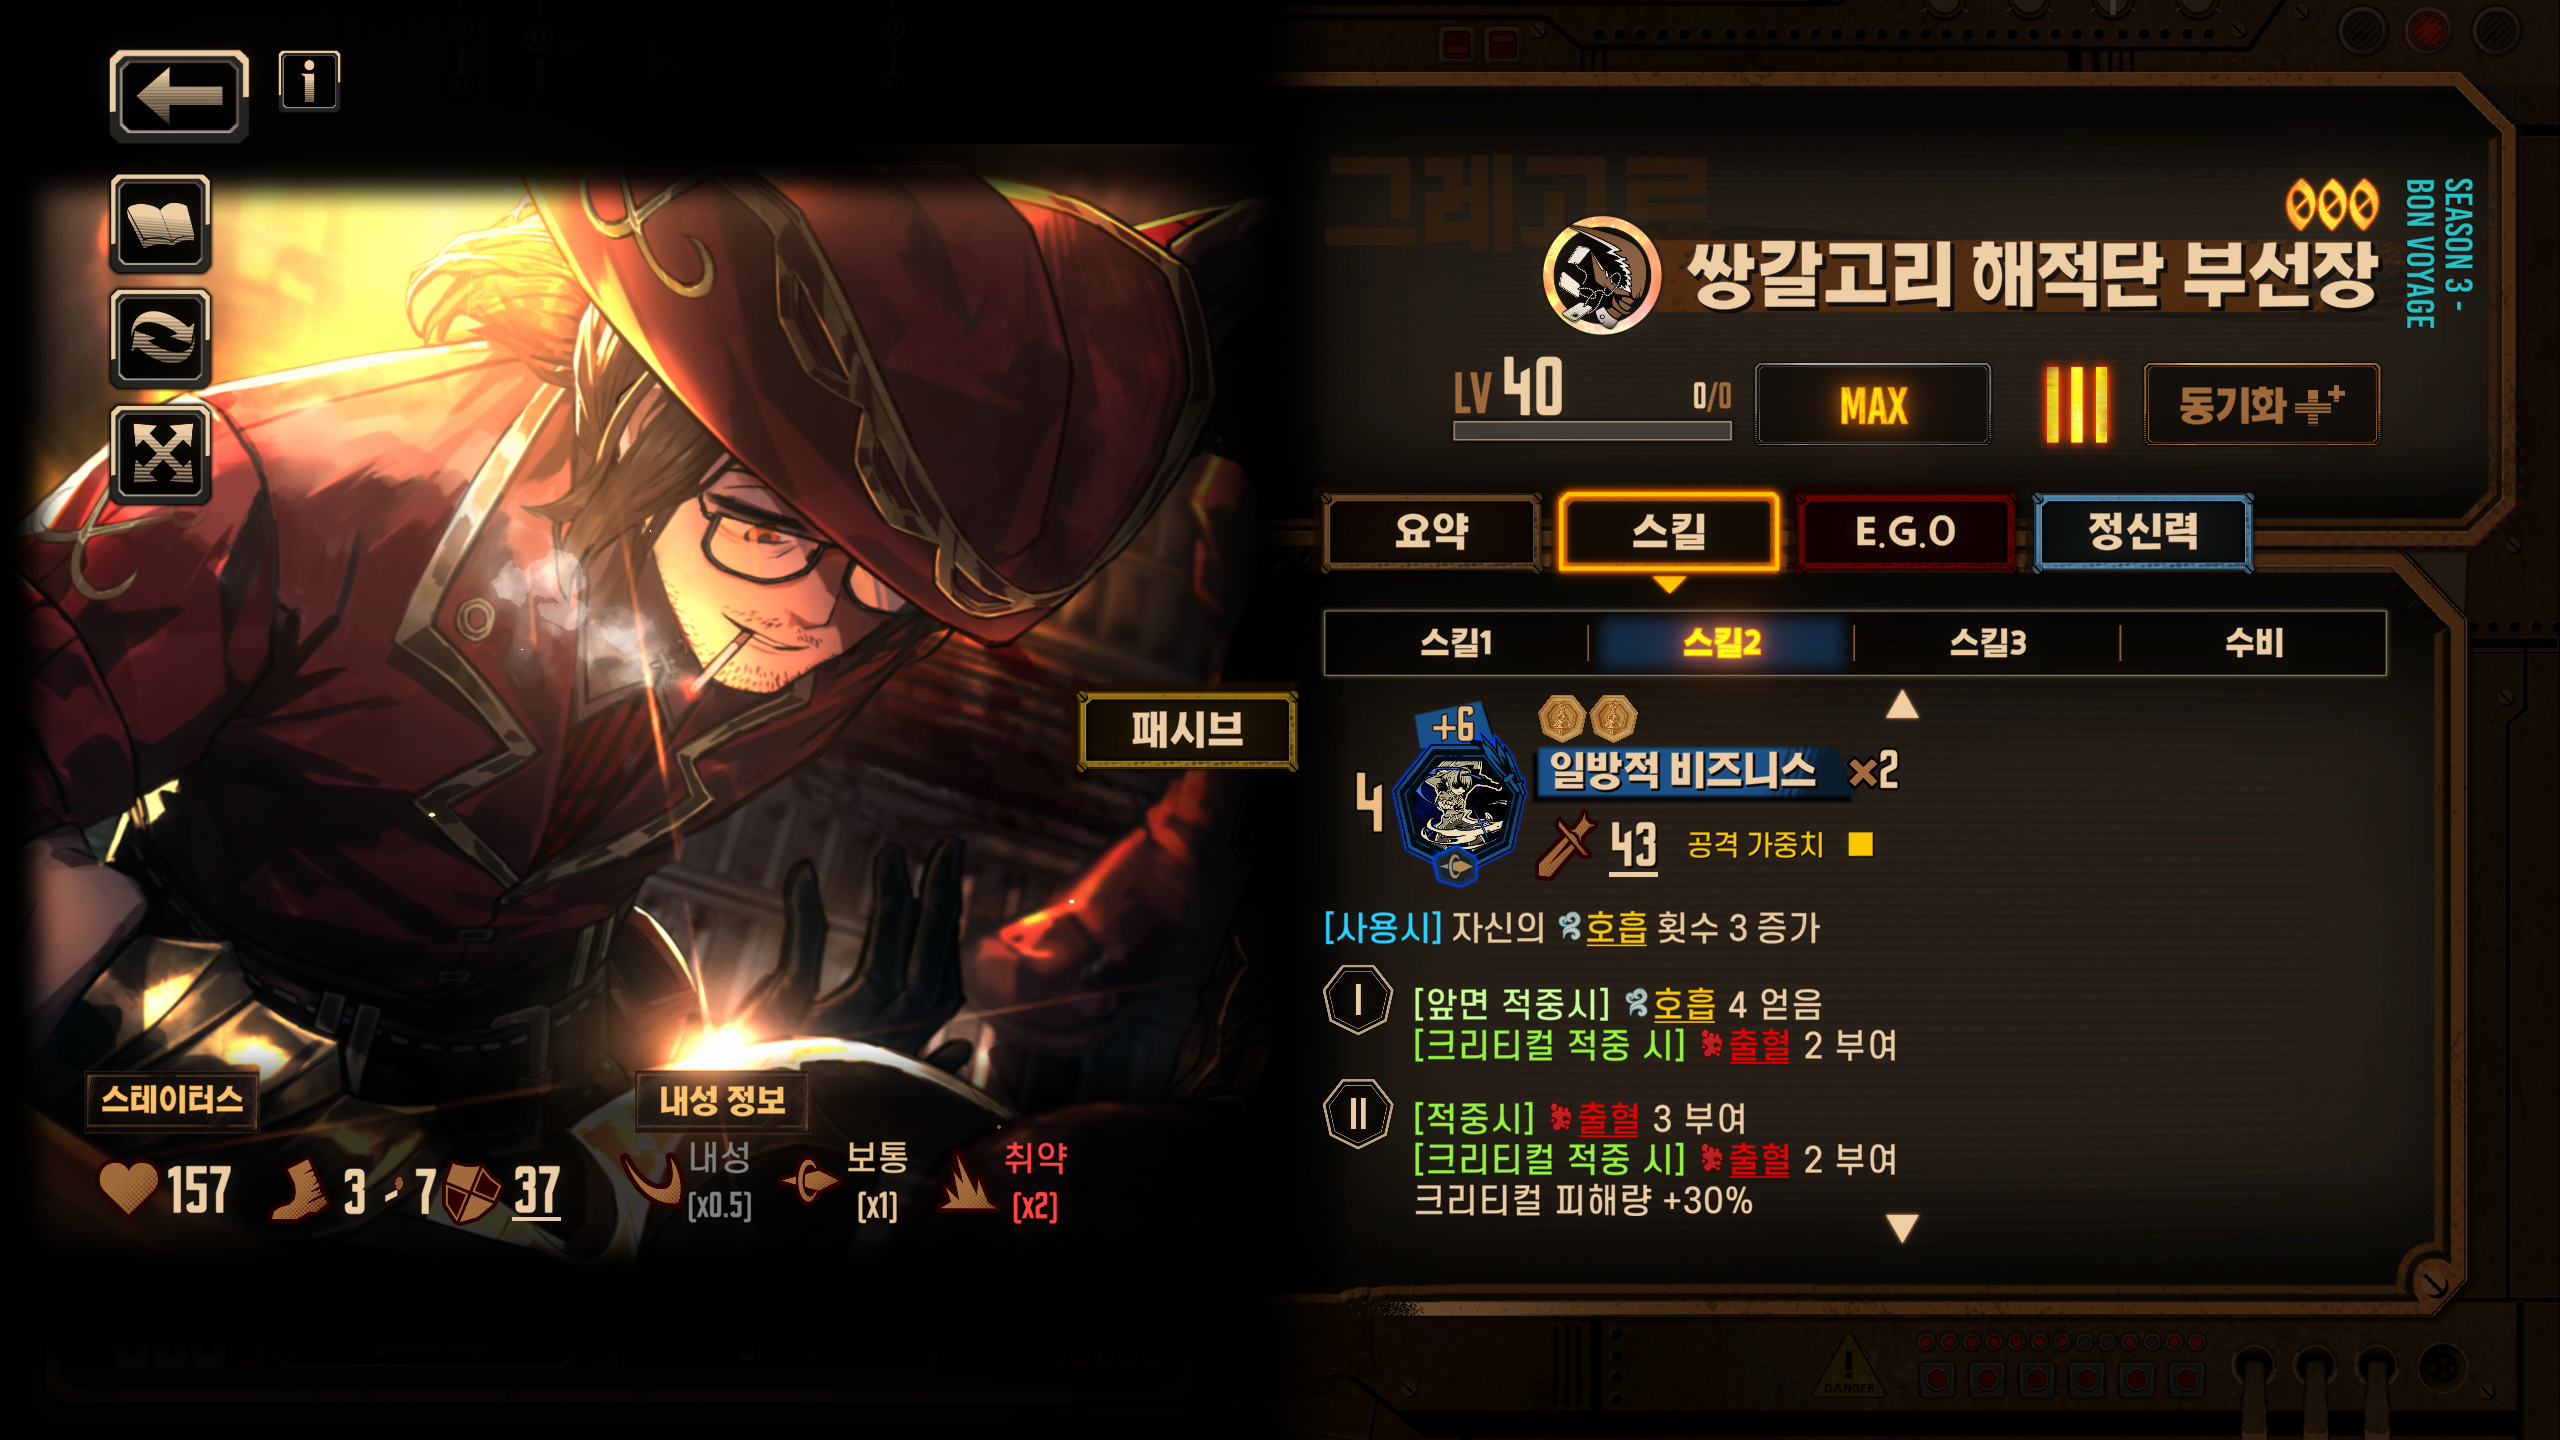 그레고르
000
쌍갈고리 해적단 부선장
SEASON 3 -
BON VOYAGE
LV 40
0/0
MAX
동기화
요약
스킬
E.G.O
정신력
스킬1
스킬2
스킬3
수비
패시브
+6
4
일방적 비즈니스 ×2
43 공격 가중치
[사용시] 자신의 호흡 횟수 3 증가
I
[앞면 적중시] 호흡 4 얻음
[크리티컬 적중 시] 출혈 2 부여
II
[적중시] 출혈 3 부여
[크리티컬 적중 시] 출혈 2 부여
크리티컬 피해량 +30%
스테이터스
157
3 - 7
37
내성 정보
내성
(x0.5)
보통
(x1)
취약
(x2)
DANGER